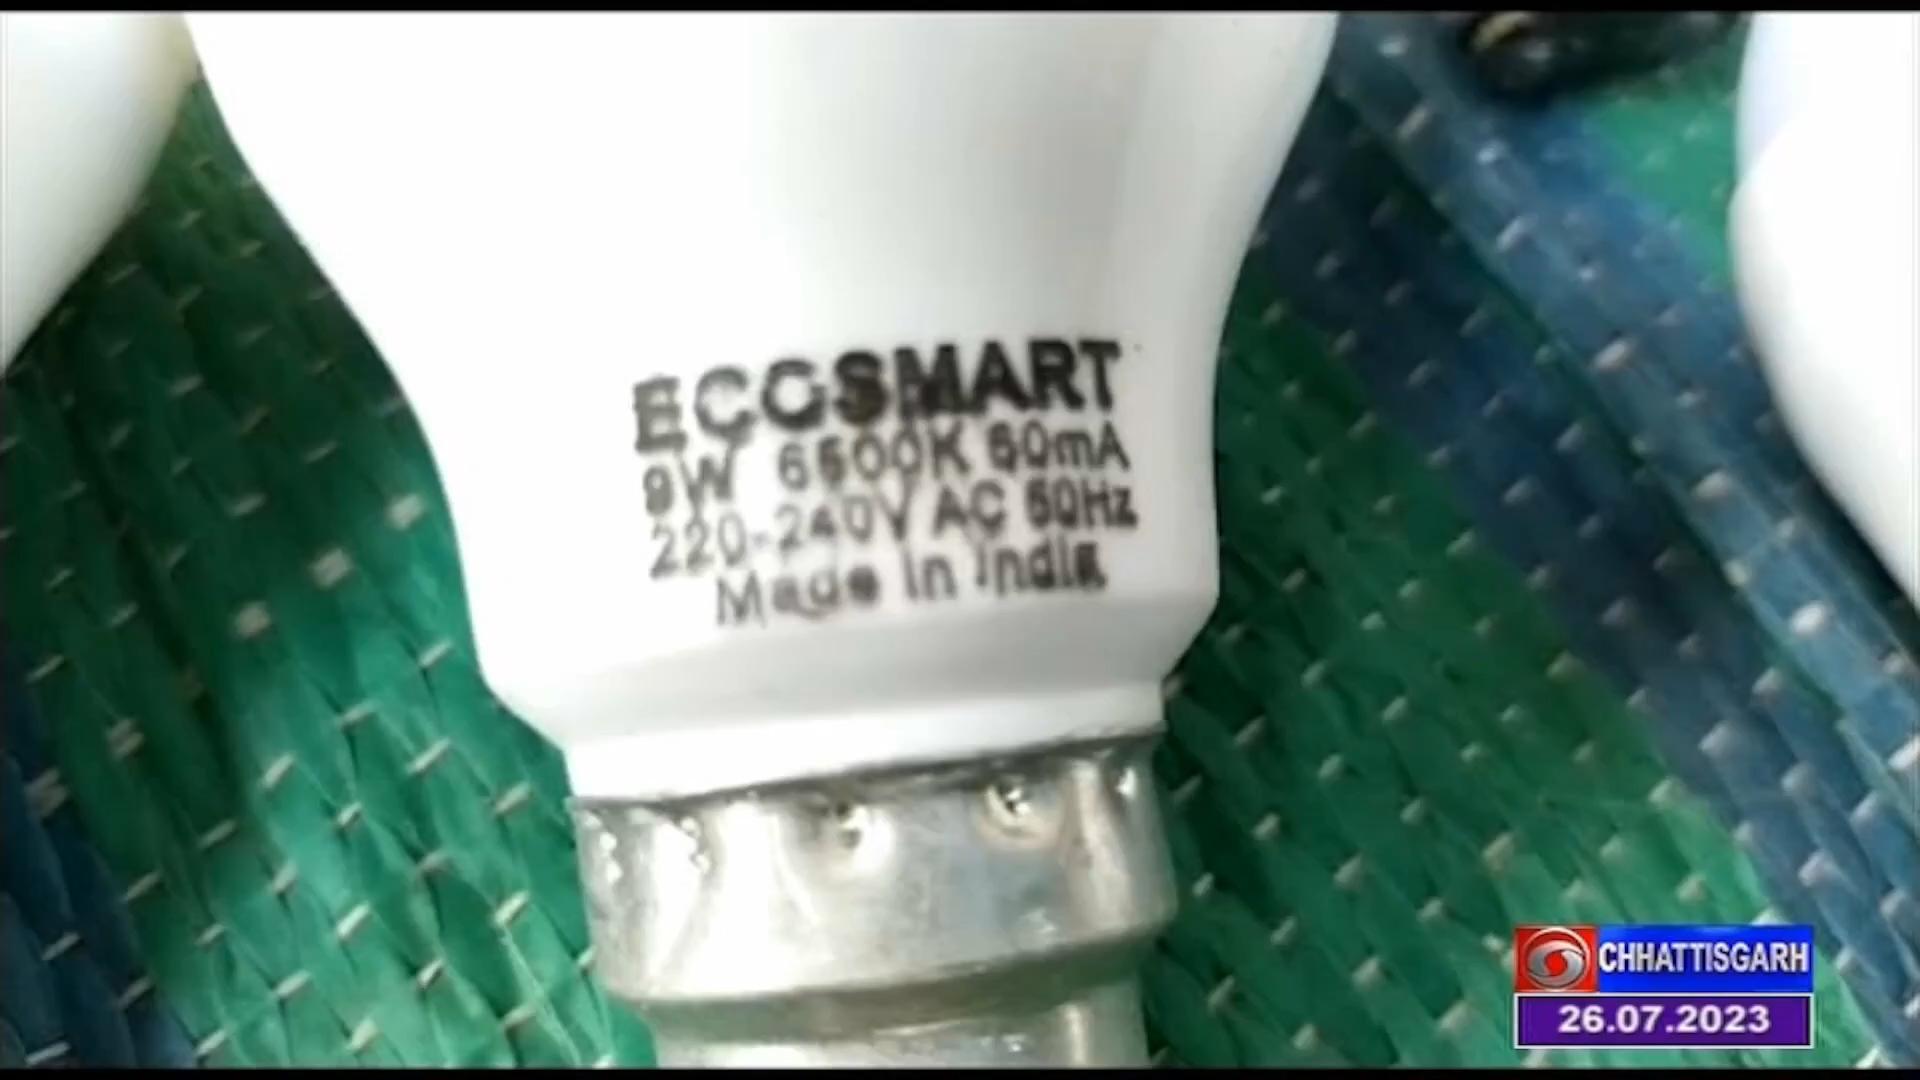 ECOSMART
9W 6500K 60mA
220-240V AC 50Hz
Made in India
CHHATTISGARH
26.07.2023